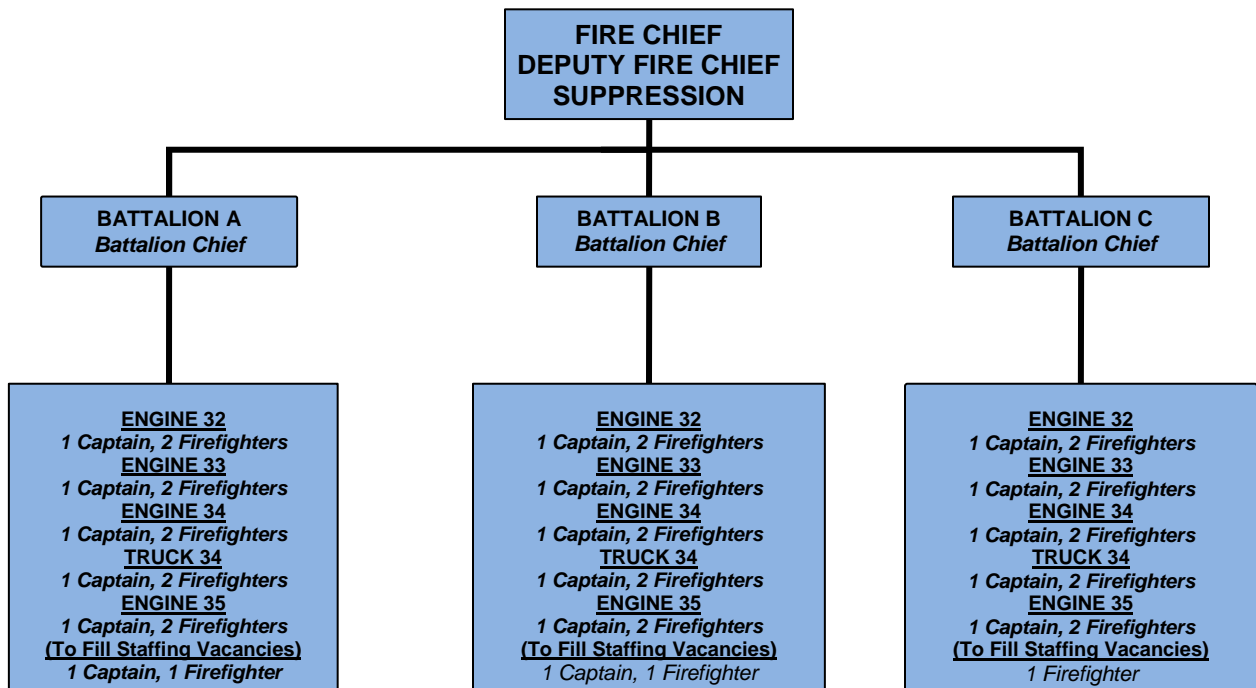 FIRE CHIEF
DEPUTY FIRE CHIEF
SUPPRESSION
BATTALION A
Battalion Chief
BATTALION B
Battalion Chief
BATTALION C
Battalion Chief
ENGINE 32
1 Captain, 2 Firefighters
ENGINE 33
1 Captain, 2 Firefighters
ENGINE 34
1 Captain, 2 Firefighters
TRUCK 34
1 Captain, 2 Firefighters
ENGINE 35
1 Captain, 2 Firefighters
(To Fill Staffing Vacancies)
1 Captain, 1 Firefighter
ENGINE 32
1 Captain, 2 Firefighters
ENGINE 33
1 Captain, 2 Firefighters
ENGINE 34
1 Captain, 2 Firefighters
TRUCK 34
1 Captain, 2 Firefighters
ENGINE 35
1 Captain, 2 Firefighters
(To Fill Staffing Vacancies)
1 Captain, 1 Firefighter
ENGINE 32
1 Captain, 2 Firefighters
ENGINE 33
1 Captain, 2 Firefighters
ENGINE 34
1 Captain, 2 Firefighters
TRUCK 34
1 Captain, 2 Firefighters
ENGINE 35
1 Captain, 2 Firefighters
(To Fill Staffing Vacancies)
1 Firefighter